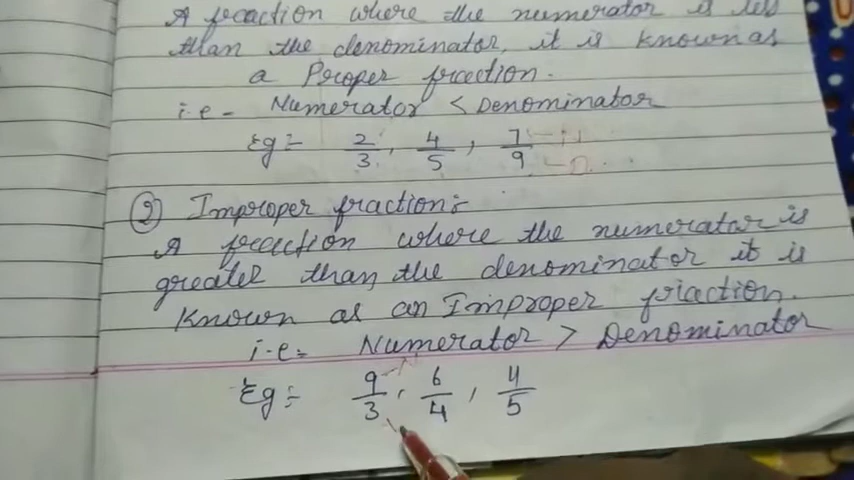 A fraction where the numerator is less
than the denominator, it is known as
a Proper fraction.
i.e- Numerator < Denominator
Eg:- 2/3, 4/5, 7/9 -N -D
② Improper fraction:-
A fraction where the numerator is
greater than the denominator it is
known as an Improper friaction.
i.e- Numerator > Denominator
Eg:- 9/3, 6/4, 4/5 -N